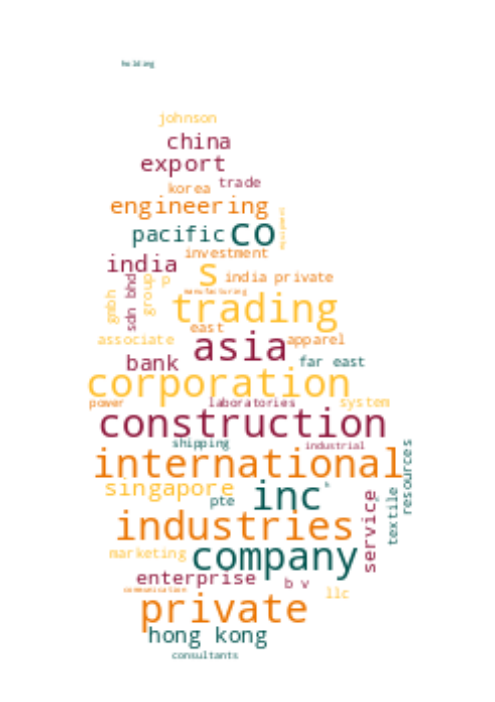 holding
johnson
china
export
trade
korea
engineering
equipment
pacific co
investment
india
s india private
p
sdn bhd
group
gmbh
manufacturing
trading
east
associate asia apparel
bank far east
corporation
power laboratories system
construction
shipping industrial
international
resources
singapore inc
pte
textile
service
industries
marketing company
enterprise b v
communication llc
private
hong kong
consultants